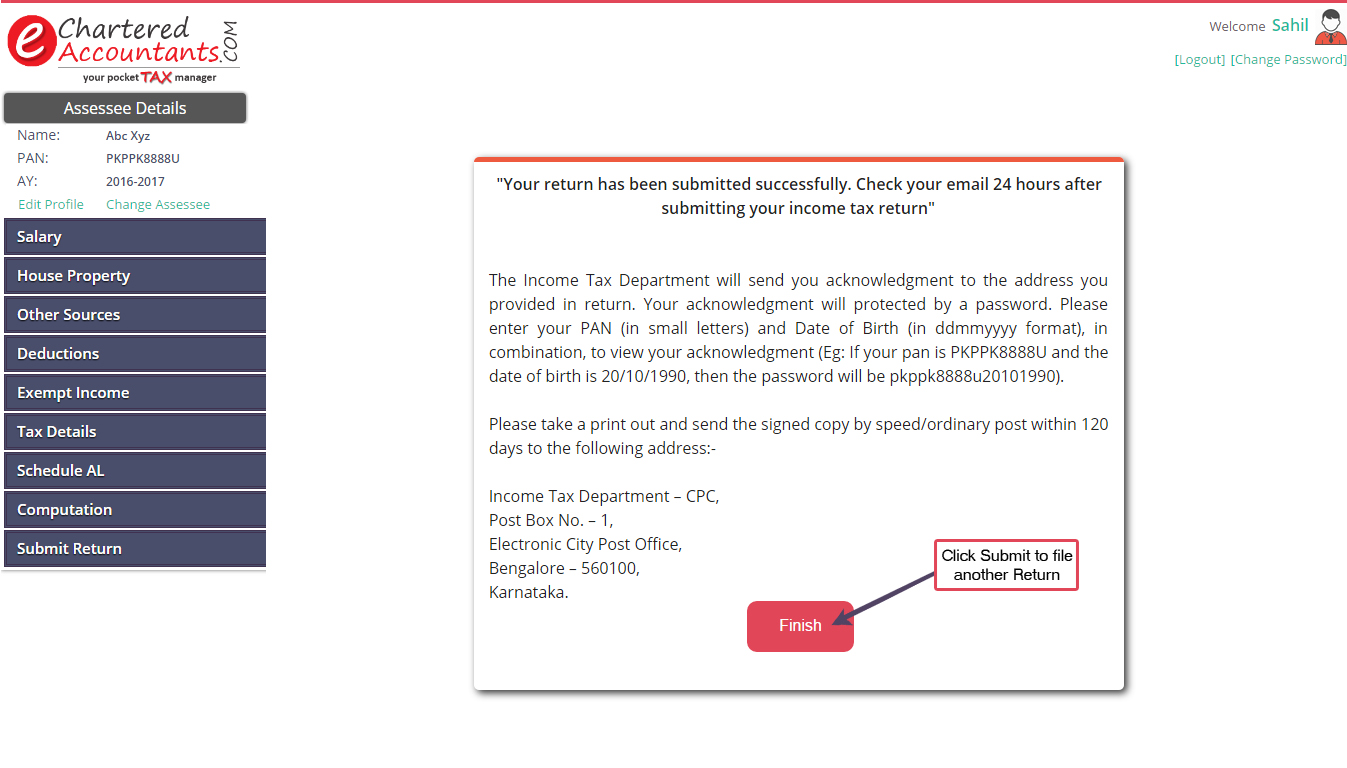 e Chartered
Accountants.COM
your pocket TAX manager
Welcome Sahil
[Logout] [Change Password]
Assessee Details
Name: Abc Xyz
PAN: PKPPK8888U
AY: 2016-2017
Edit Profile Change Assessee
Salary
House Property
Other Sources
Deductions
Exempt Income
Tax Details
Schedule AL
Computation
Submit Return
"Your return has been submitted successfully. Check your email 24 hours after
submitting your income tax return"
The Income Tax Department will send you acknowledgment to the address you
provided in return. Your acknowledgment will protected by a password. Please
enter your PAN (in small letters) and Date of Birth (in ddmmyyyy format), in
combination, to view your acknowledgment (Eg: If your pan is PKPPK8888U and the
date of birth is 20/10/1990, then the password will be pkppk8888u20101990).
Please take a print out and send the signed copy by speed/ordinary post within 120
days to the following address:-
Income Tax Department – CPC,
Post Box No. – 1,
Electronic City Post Office,
Bengalore – 560100,
Karnataka.
Click Submit to file
another Return
Finish